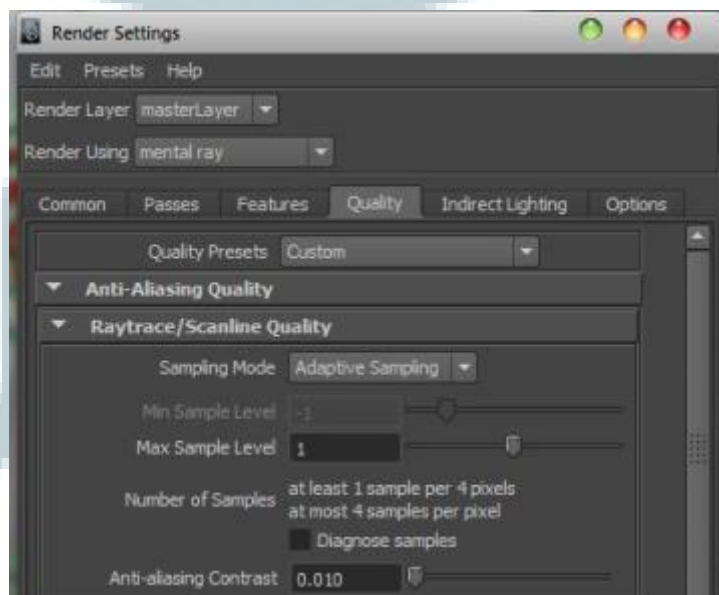 Render Settings
Edit Presets Help
Render Layer masterLayer
Render Using mental ray
Common Passes Features Quality Indirect Lighting Options
Quality Presets Custom
Anti-Aliasing Quality
Raytrace/Scanline Quality
Sampling Mode Adaptive Sampling
Min Sample Level -1
Max Sample Level 1
Number of Samples at least 1 sample per 4 pixels
at most 4 samples per pixel
Diagnose samples
Anti-aliasing Contrast 0.010